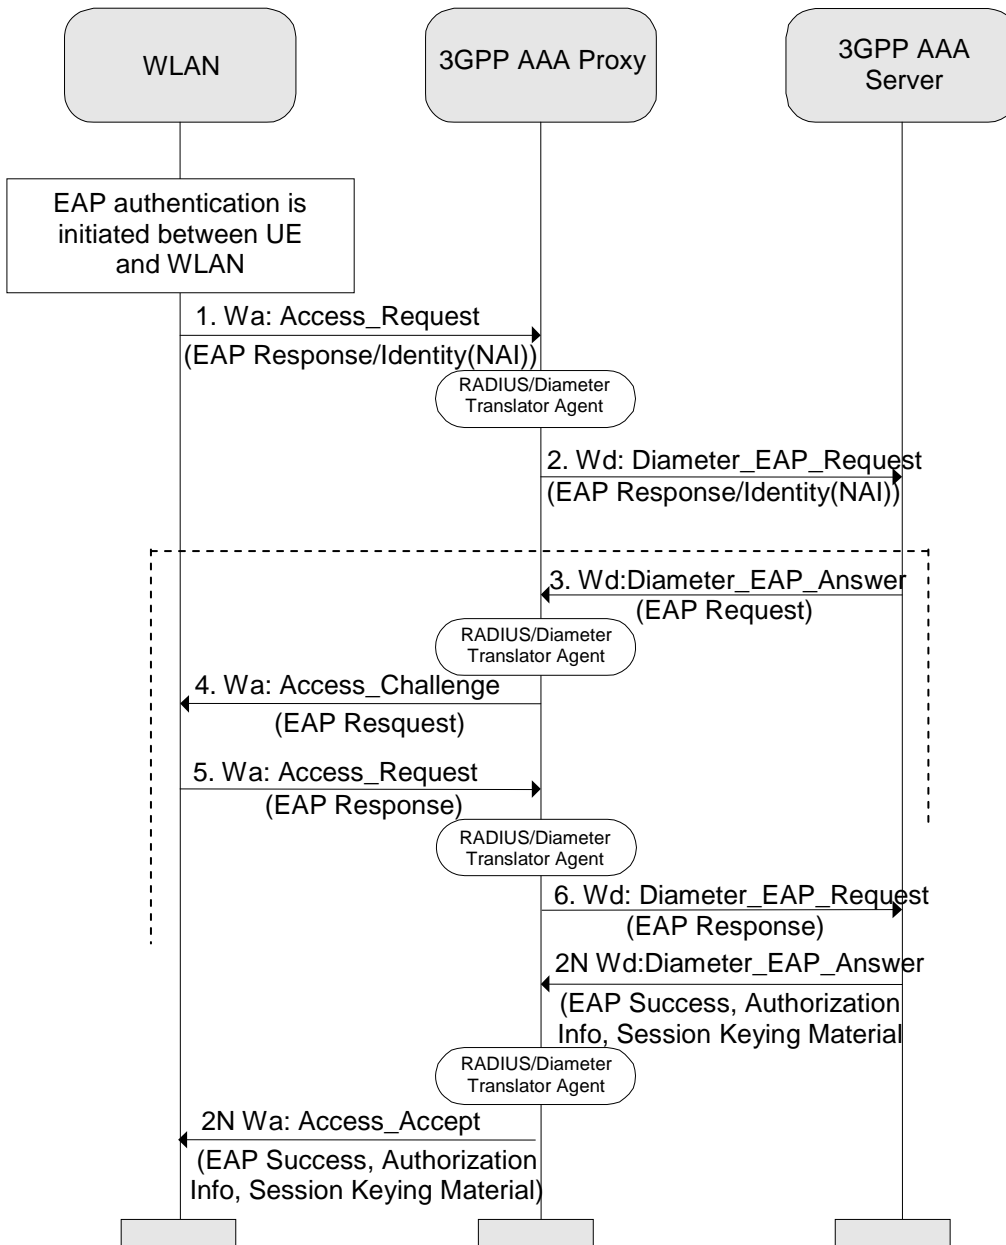 WLAN
3GPP AAA Proxy
3GPP AAA
Server
EAP authentication is
initiated between UE
and WLAN
1. Wa: Access_Request
(EAP Response/Identity(NAI))
RADIUS/Diameter
Translator Agent
2. Wd: Diameter_EAP_Request
(EAP Response/Identity(NAI))
3. Wd:Diameter_EAP_Answer
(EAP Request)
RADIUS/Diameter
Translator Agent
4. Wa: Access_Challenge
(EAP Resquest)
5. Wa: Access_Request
(EAP Response)
RADIUS/Diameter
Translator Agent
6. Wd: Diameter_EAP_Request
(EAP Response)
2N Wd:Diameter_EAP_Answer
(EAP Success, Authorization
Info, Session Keying Material
RADIUS/Diameter
Translator Agent
2N Wa: Access_Accept
(EAP Success, Authorization
Info, Session Keying Material)